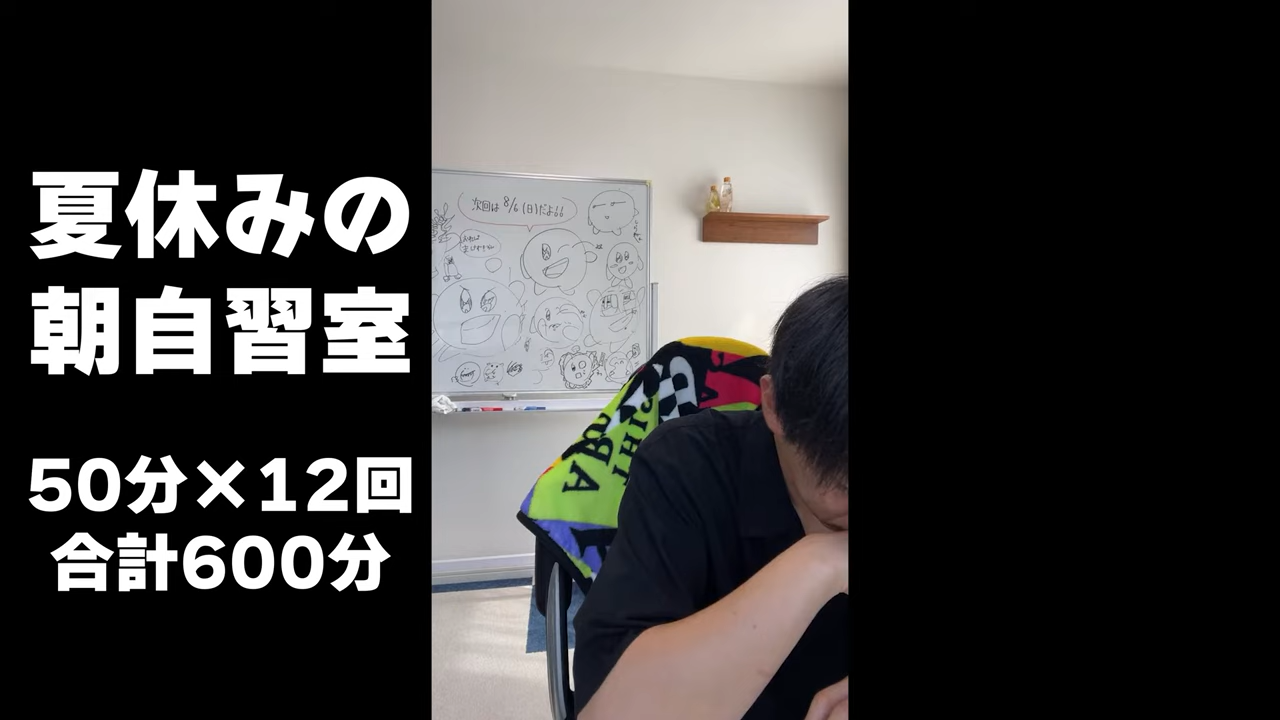 夏休みの
朝自習室
50分×12回
合計600分
次回は 8/6 (日)だよ!!